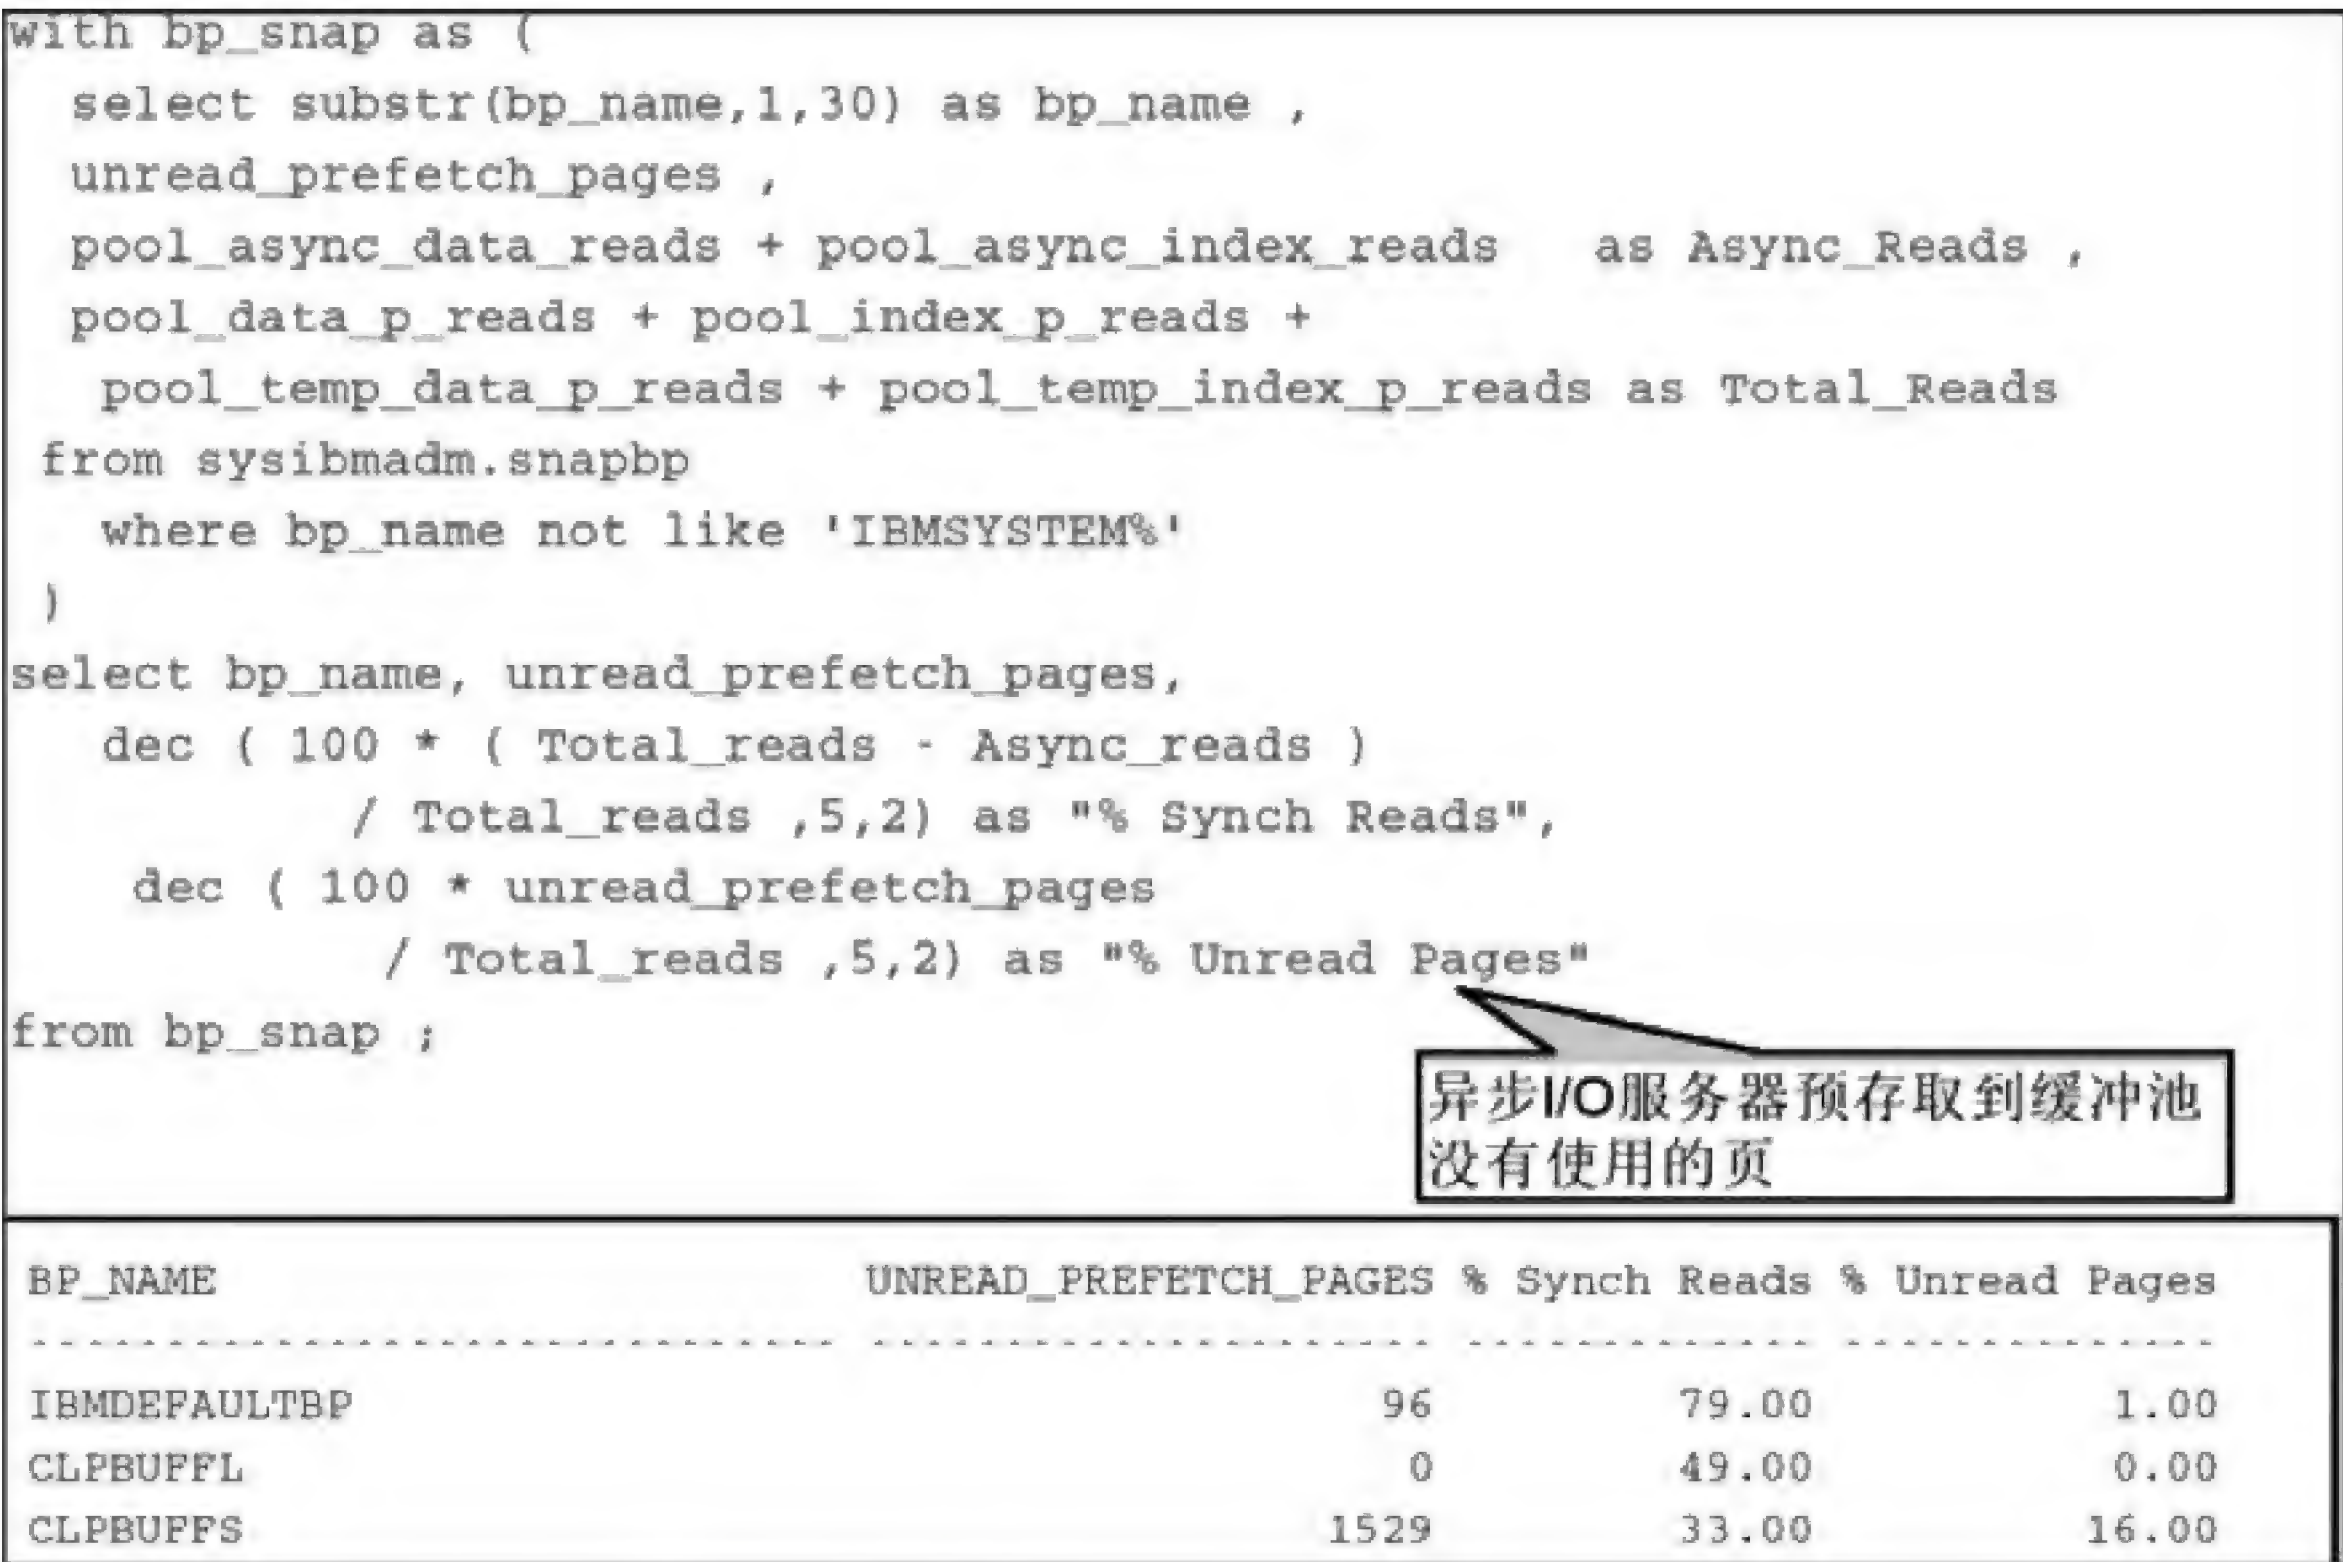 with bp_snap as (
select substr(bp_name,1,30) as bp_name ,
unread_prefetch_pages ,
pool_async_data_reads + pool_async_index_reads as Async_Reads ,
pool_data_p_reads + pool_index_p_reads +
pool_temp_data_p_reads + pool_temp_index_p_reads as Total_Reads
from sysibmadm.snapbp
where bp_name not like 'IBMSYSTEM%'
)
select bp_name, unread_prefetch_pages,
dec ( 100 * ( Total_reads - Async_reads )
/ Total_reads ,5,2) as "% Synch Reads",
dec ( 100 * unread_prefetch_pages
/ Total_reads ,5,2) as "% Unread Pages"
from bp_snap ;
异步I/O服务器预存取到缓冲池
没有使用的页
BP_NAME UNREAD_PREFETCH_PAGES % Synch Reads % Unread Pages
------------------------------ --------------------- ------------- --------------
IBMDEFAULTBP 96 79.00 1.00
CLPBUFFL 0 49.00 0.00
CLPBUFFS 1529 33.00 16.00